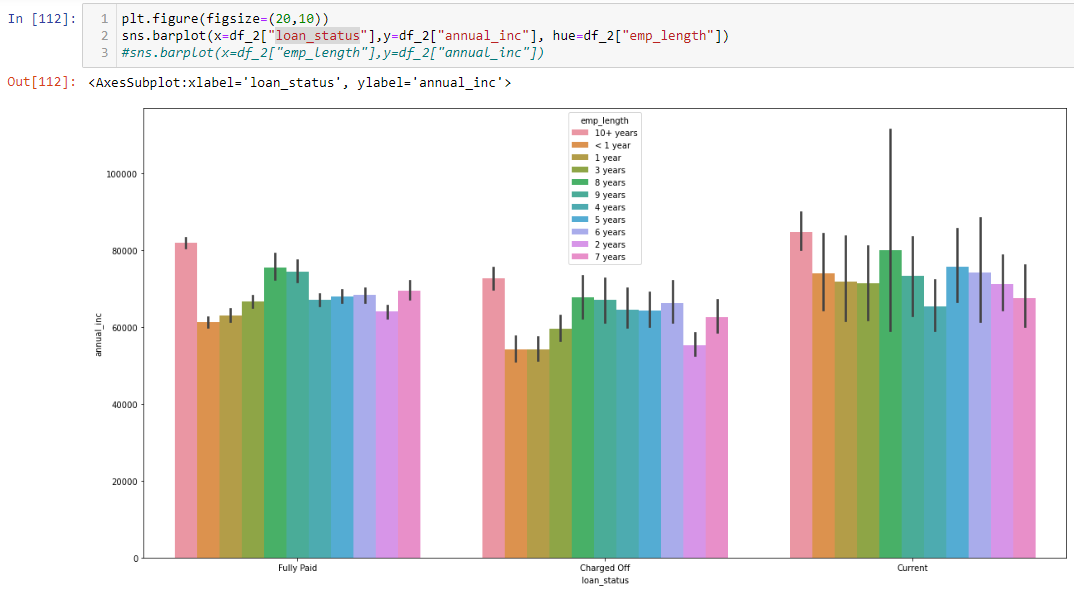 In [112]:
1 plt.figure(figsize=(20,10))
2 sns.barplot(x=df_2["loan_status"],y=df_2["annual_inc"], hue=df_2["emp_length"])
3 #sns.barplot(x=df_2["emp_length"],y=df_2["annual_inc"])
Out[112]: <AxesSubplot:xlabel='loan_status', ylabel='annual_inc'>
emp_length
10+ years
< 1 year
1 year
3 years
8 years
9 years
4 years
5 years
6 years
2 years
7 years
100000
80000
60000
40000
20000
0
annual_inc
Fully Paid Charged Off Current
loan_status